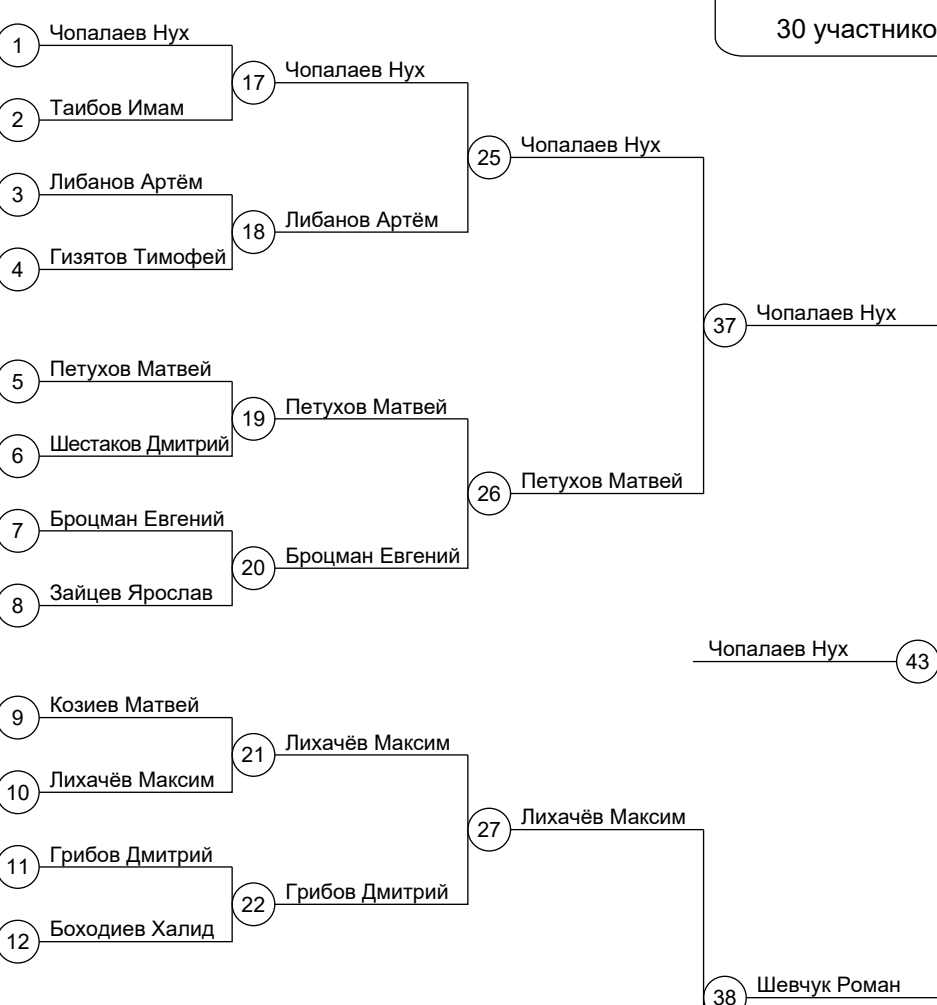 30 участнико
1 Чопалаев Нух
17 Чопалаев Нух
2 Таибов Имам
25 Чопалаев Нух
3 Либанов Артём
18 Либанов Артём
4 Гизятов Тимофей
37 Чопалаев Нух
5 Петухов Матвей
19 Петухов Матвей
6 Шестаков Дмитрий
26 Петухов Матвей
7 Броцман Евгений
20 Броцман Евгений
8 Зайцев Ярослав
Чопалаев Нух 43
9 Козиев Матвей
21 Лихачёв Максим
10 Лихачёв Максим
27 Лихачёв Максим
11 Грибов Дмитрий
22 Грибов Дмитрий
12 Боходиев Халид
38 Шевчук Роман